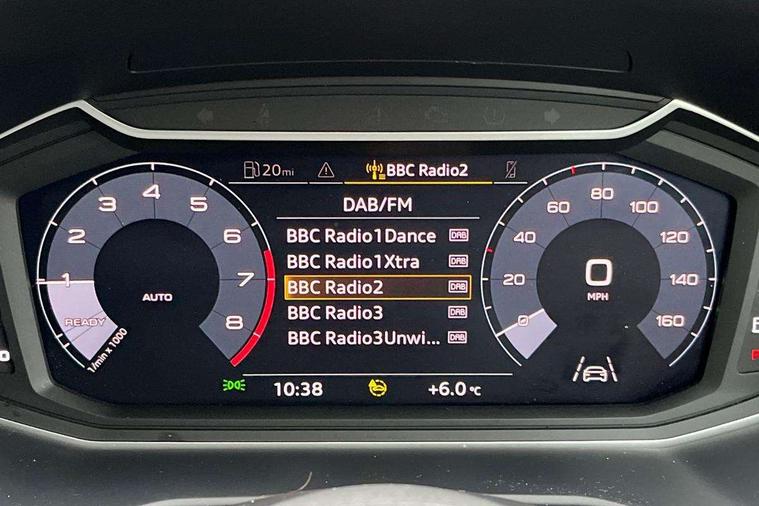 20mi
BBC Radio2
DAB/FM
BBC Radio1Dance DAB
BBC Radio1Xtra DAB
BBC Radio2 DAB
BBC Radio3 DAB
BBC Radio3Unwi... DAB
1
2
3
4
5
6
7
8
AUTO
READY
1/min x 1000
0
20
40
60
80
100
120
140
160
0
MPH
10:38
+6.0 °C